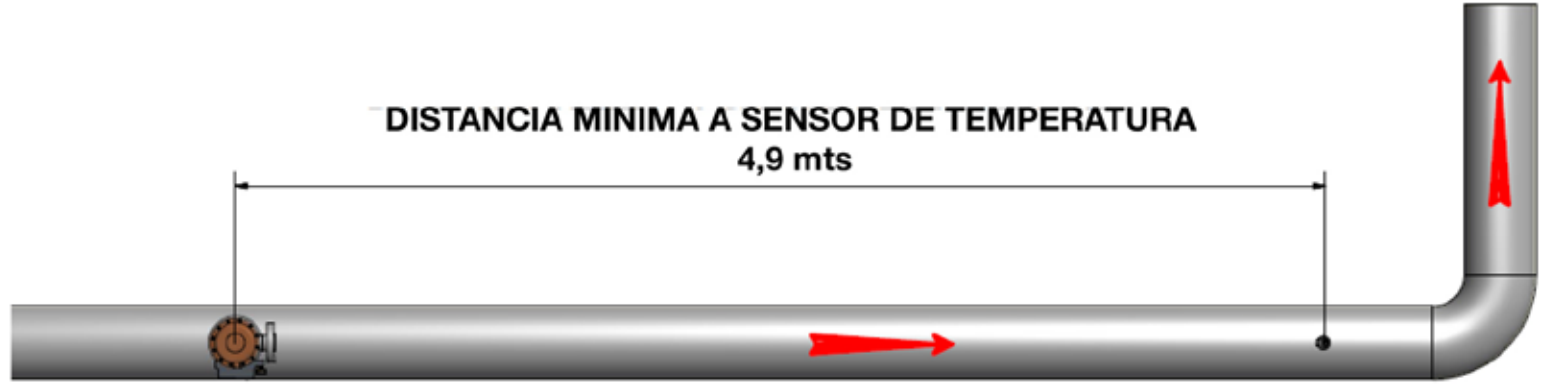 DISTANCIA MINIMA A SENSOR DE TEMPERATURA
4,9 mts